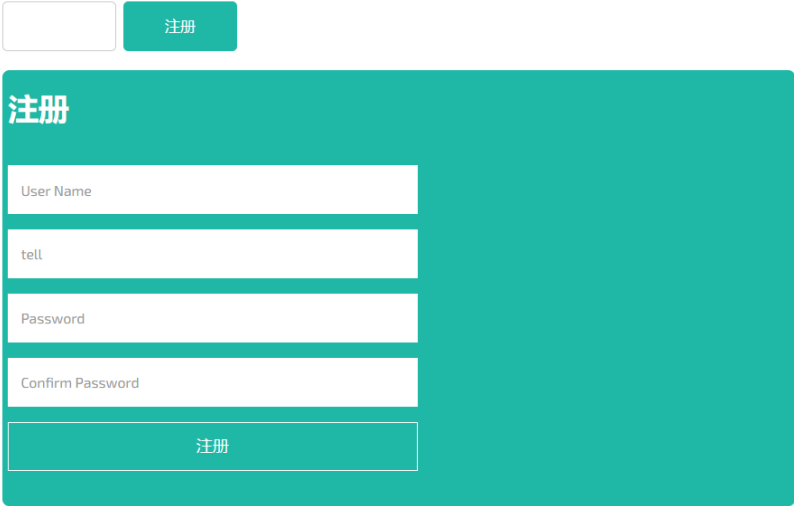 注册
注册
User Name
tell
Password
Confirm Password
注册